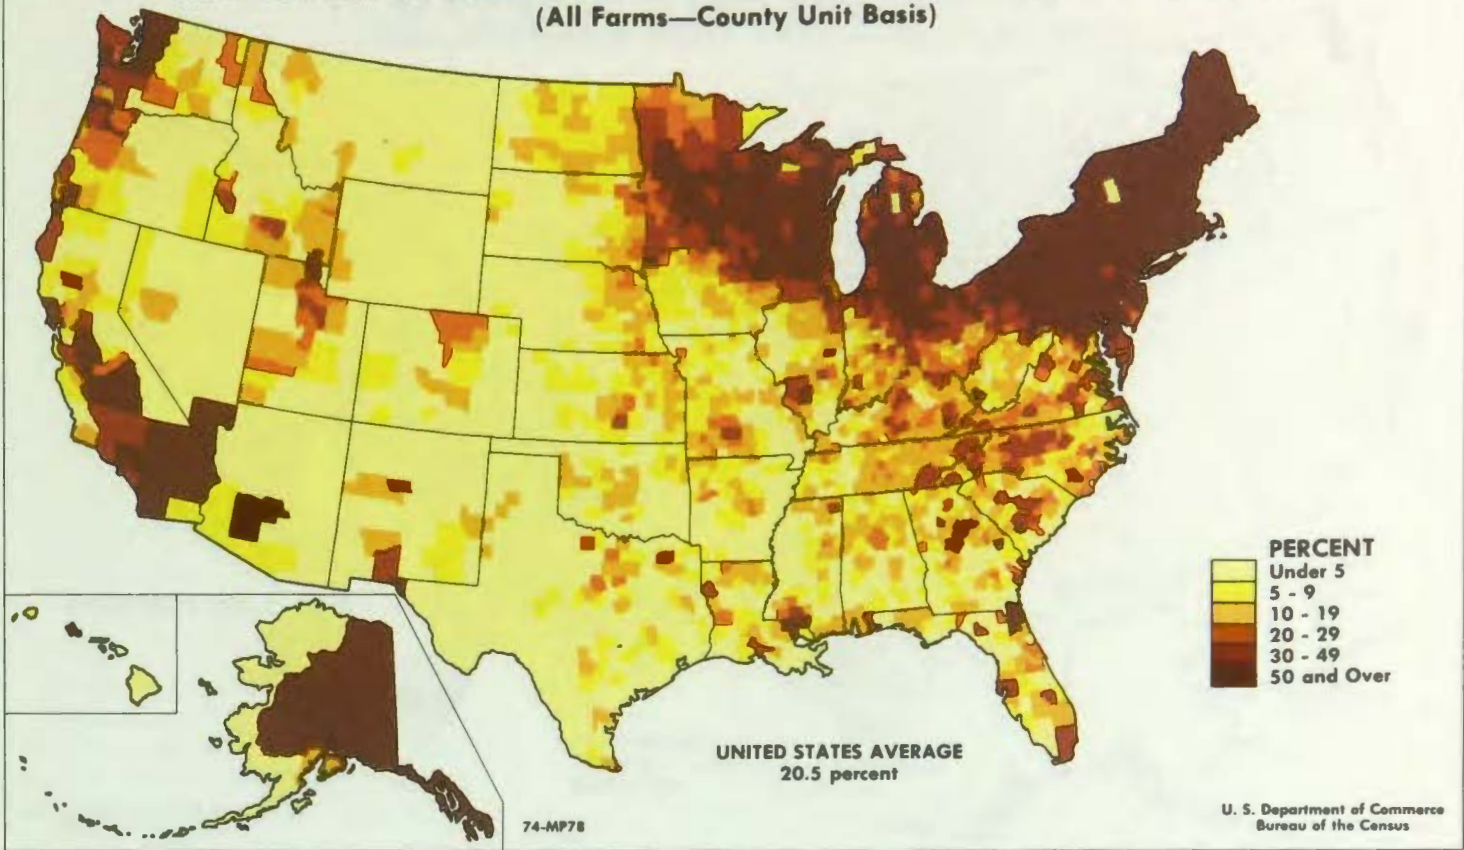 (All Farms—County Unit Basis)
PERCENT
Under 5
5 - 9
10 - 19
20 - 29
30 - 49
50 and Over
UNITED STATES AVERAGE
20.5 percent
74-MP78
U. S. Department of Commerce
Bureau of the Census